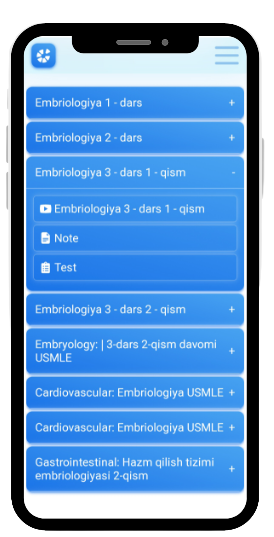 Embriologiya 1 - dars +
Embriologiya 2 - dars +
Embriologiya 3 - dars 1 - qism -
Embriologiya 3 - dars 1 - qism
Note
Test
Embriologiya 3 - dars 2 - qism +
Embryology: | 3-dars 2-qism davomi
USMLE +
Cardiovascular: Embriologiya USMLE +
Cardiovascular: Embriologiya USMLE +
Gastrointestinal: Hazm qilish tizimi
embriologiyasi 2-qism +